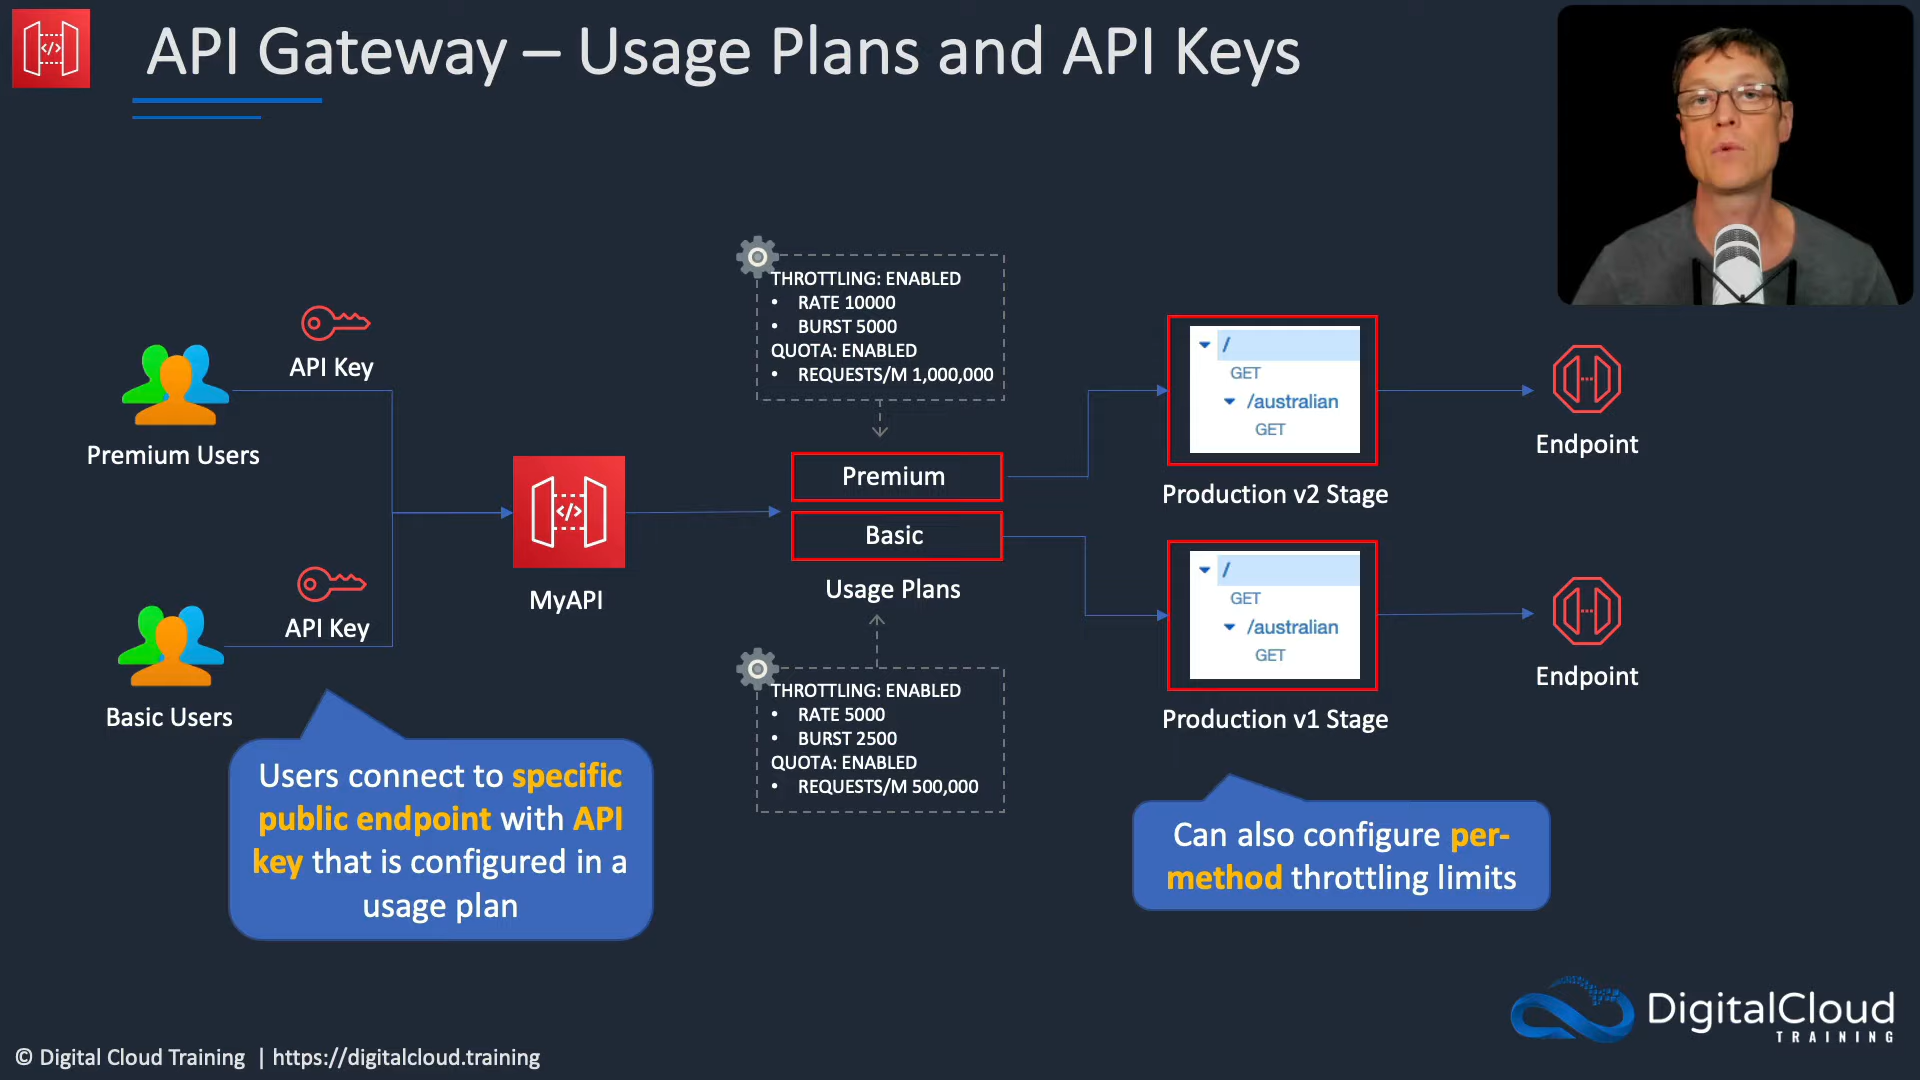 API Gateway – Usage Plans and API Keys
THROTTLING: ENABLED
• RATE 10000
• BURST 5000
QUOTA: ENABLED
• REQUESTS/M 1,000,000
API Key
Premium Users
API Key
Basic Users
MyAPI
Premium
Basic
Usage Plans
THROTTLING: ENABLED
• RATE 5000
• BURST 2500
QUOTA: ENABLED
• REQUESTS/M 500,000
/
GET
/australian
GET
Production v2 Stage
Endpoint
/
GET
/australian
GET
Production v1 Stage
Endpoint
Users connect to specific
public endpoint with API
key that is configured in a
usage plan
Can also configure per-
method throttling limits
DigitalCloud
TRAINING
© Digital Cloud Training | https://digitalcloud.training